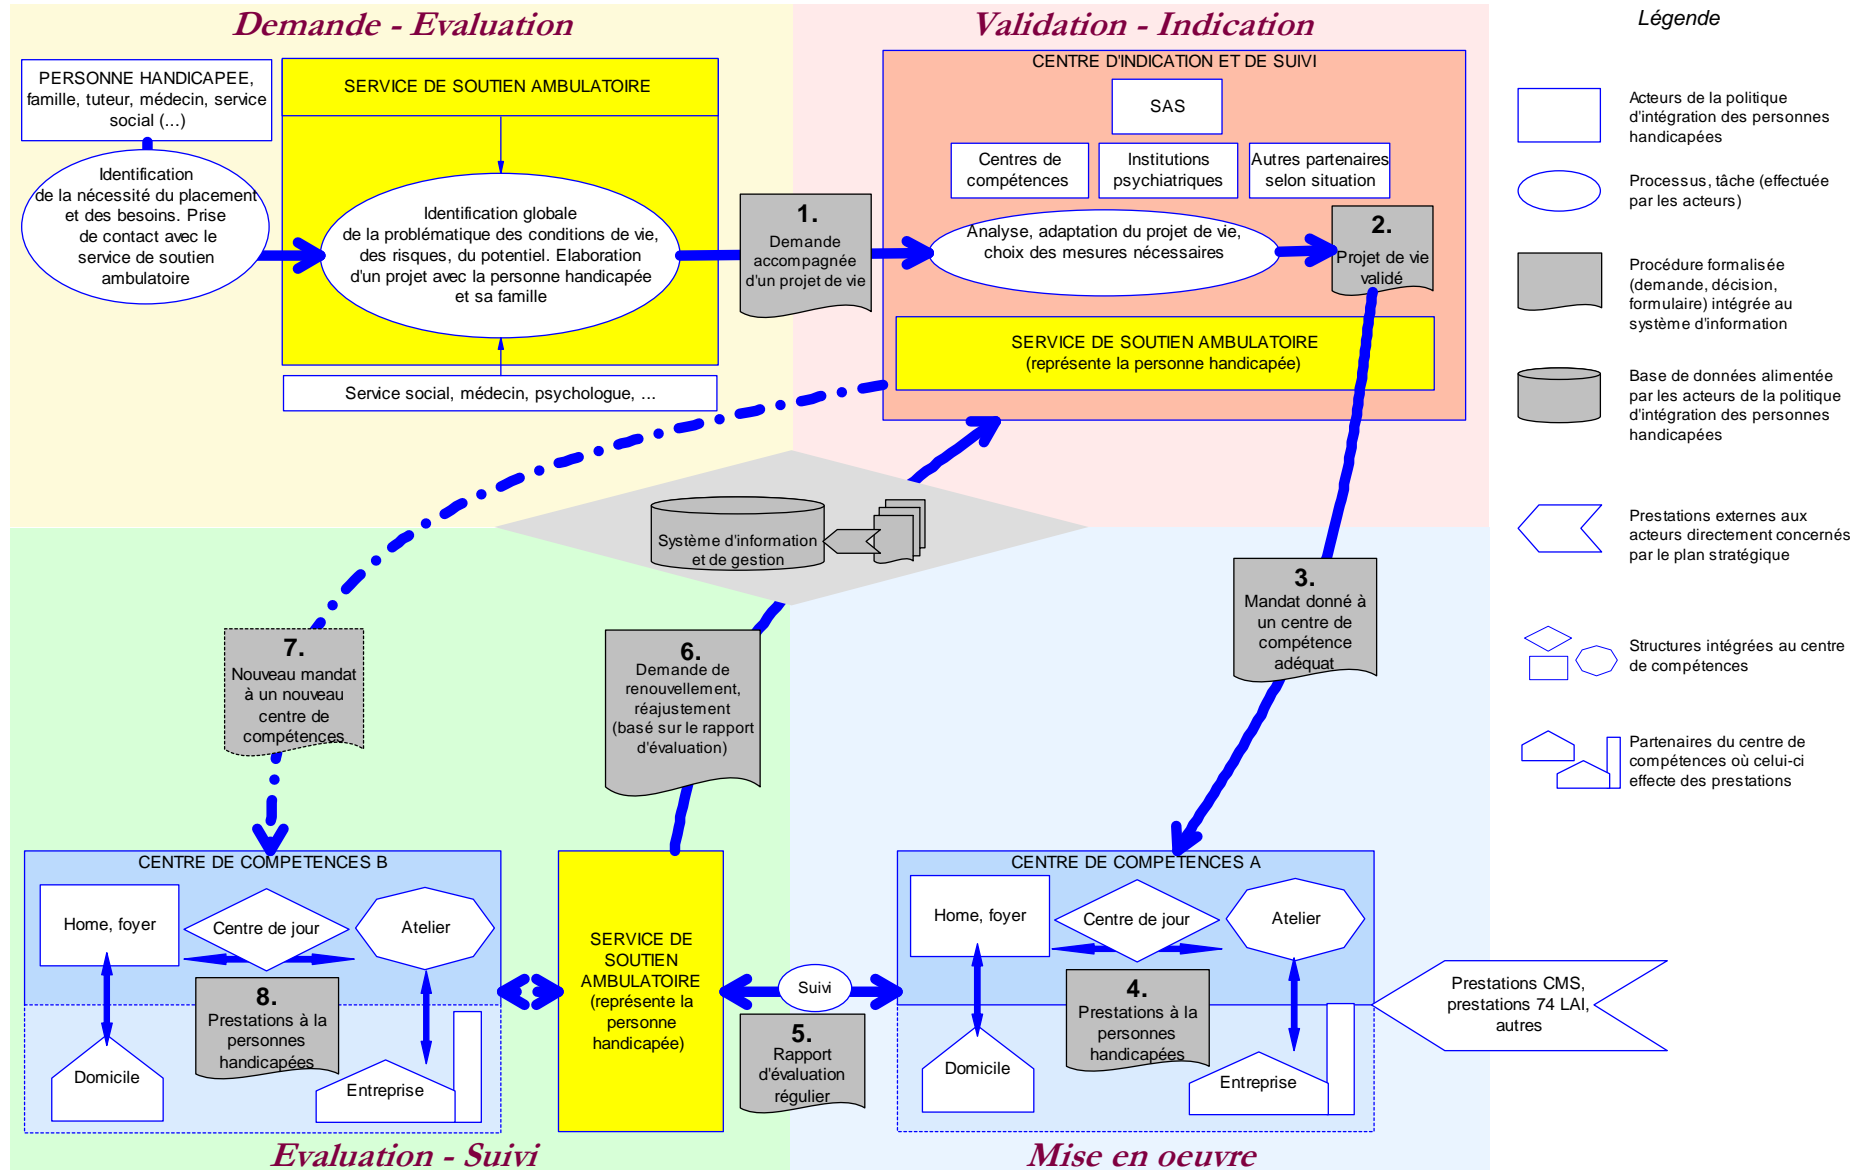 Demande - Evaluation
PERSONNE HANDICAPEE,
famille, tuteur, médecin, service
social (...)
SERVICE DE SOUTIEN AMBULATOIRE
Identification
de la nécessité du placement
et des besoins. Prise
de contact avec le
service de soutien
ambulatoire
Identification globale
de la problématique des conditions de vie,
des risques, du potentiel. Elaboration
d'un projet avec la personne handicapée
et sa famille
Service social, médecin, psychologue, ...
1.
Demande
accompagnée
d'un projet de vie
Validation - Indication
CENTRE D'INDICATION ET DE SUIVI
SAS
Centres de
compétences
Institutions
psychiatriques
Autres partenaires
selon situation
Analyse, adaptation du projet de vie,
choix des mesures nécessaires
2.
Projet de vie
validé
SERVICE DE SOUTIEN AMBULATOIRE
(représente la personne handicapée)
Système d'information
et de gestion
3.
Mandat donné à
un centre de
compétence
adéquat
7.
Nouveau mandat
à un nouveau
centre de
compétences
6.
Demande de
renouvellement,
réajustement
(basé sur le rapport
d'évaluation)
CENTRE DE COMPETENCES B
Home, foyer
Centre de jour
Atelier
8.
Prestations à la
personnes
handicapées
Domicile
Entreprise
SERVICE DE
SOUTIEN
AMBULATOIRE
(représente la
personne
handicapée)
Suivi
5.
Rapport
d'évaluation
régulier
CENTRE DE COMPETENCES A
Home, foyer
Centre de jour
Atelier
4.
Prestations à la
personnes
handicapées
Domicile
Entreprise
Prestations CMS,
prestations 74 LAI,
autres
Evaluation - Suivi
Mise en oeuvre
Légende
Acteurs de la politique
d'intégration des personnes
handicapées
Processus, tâche (effectuée
par les acteurs)
Procédure formalisée
(demande, décision,
formulaire) intégrée au
système d'information
Base de données alimentée
par les acteurs de la politique
d'intégration des personnes
handicapées
Prestations externes aux
acteurs directement concernés
par le plan stratégique
Structures intégrées au centre
de compétences
Partenaires du centre de
compétences où celui-ci
effecte des prestations